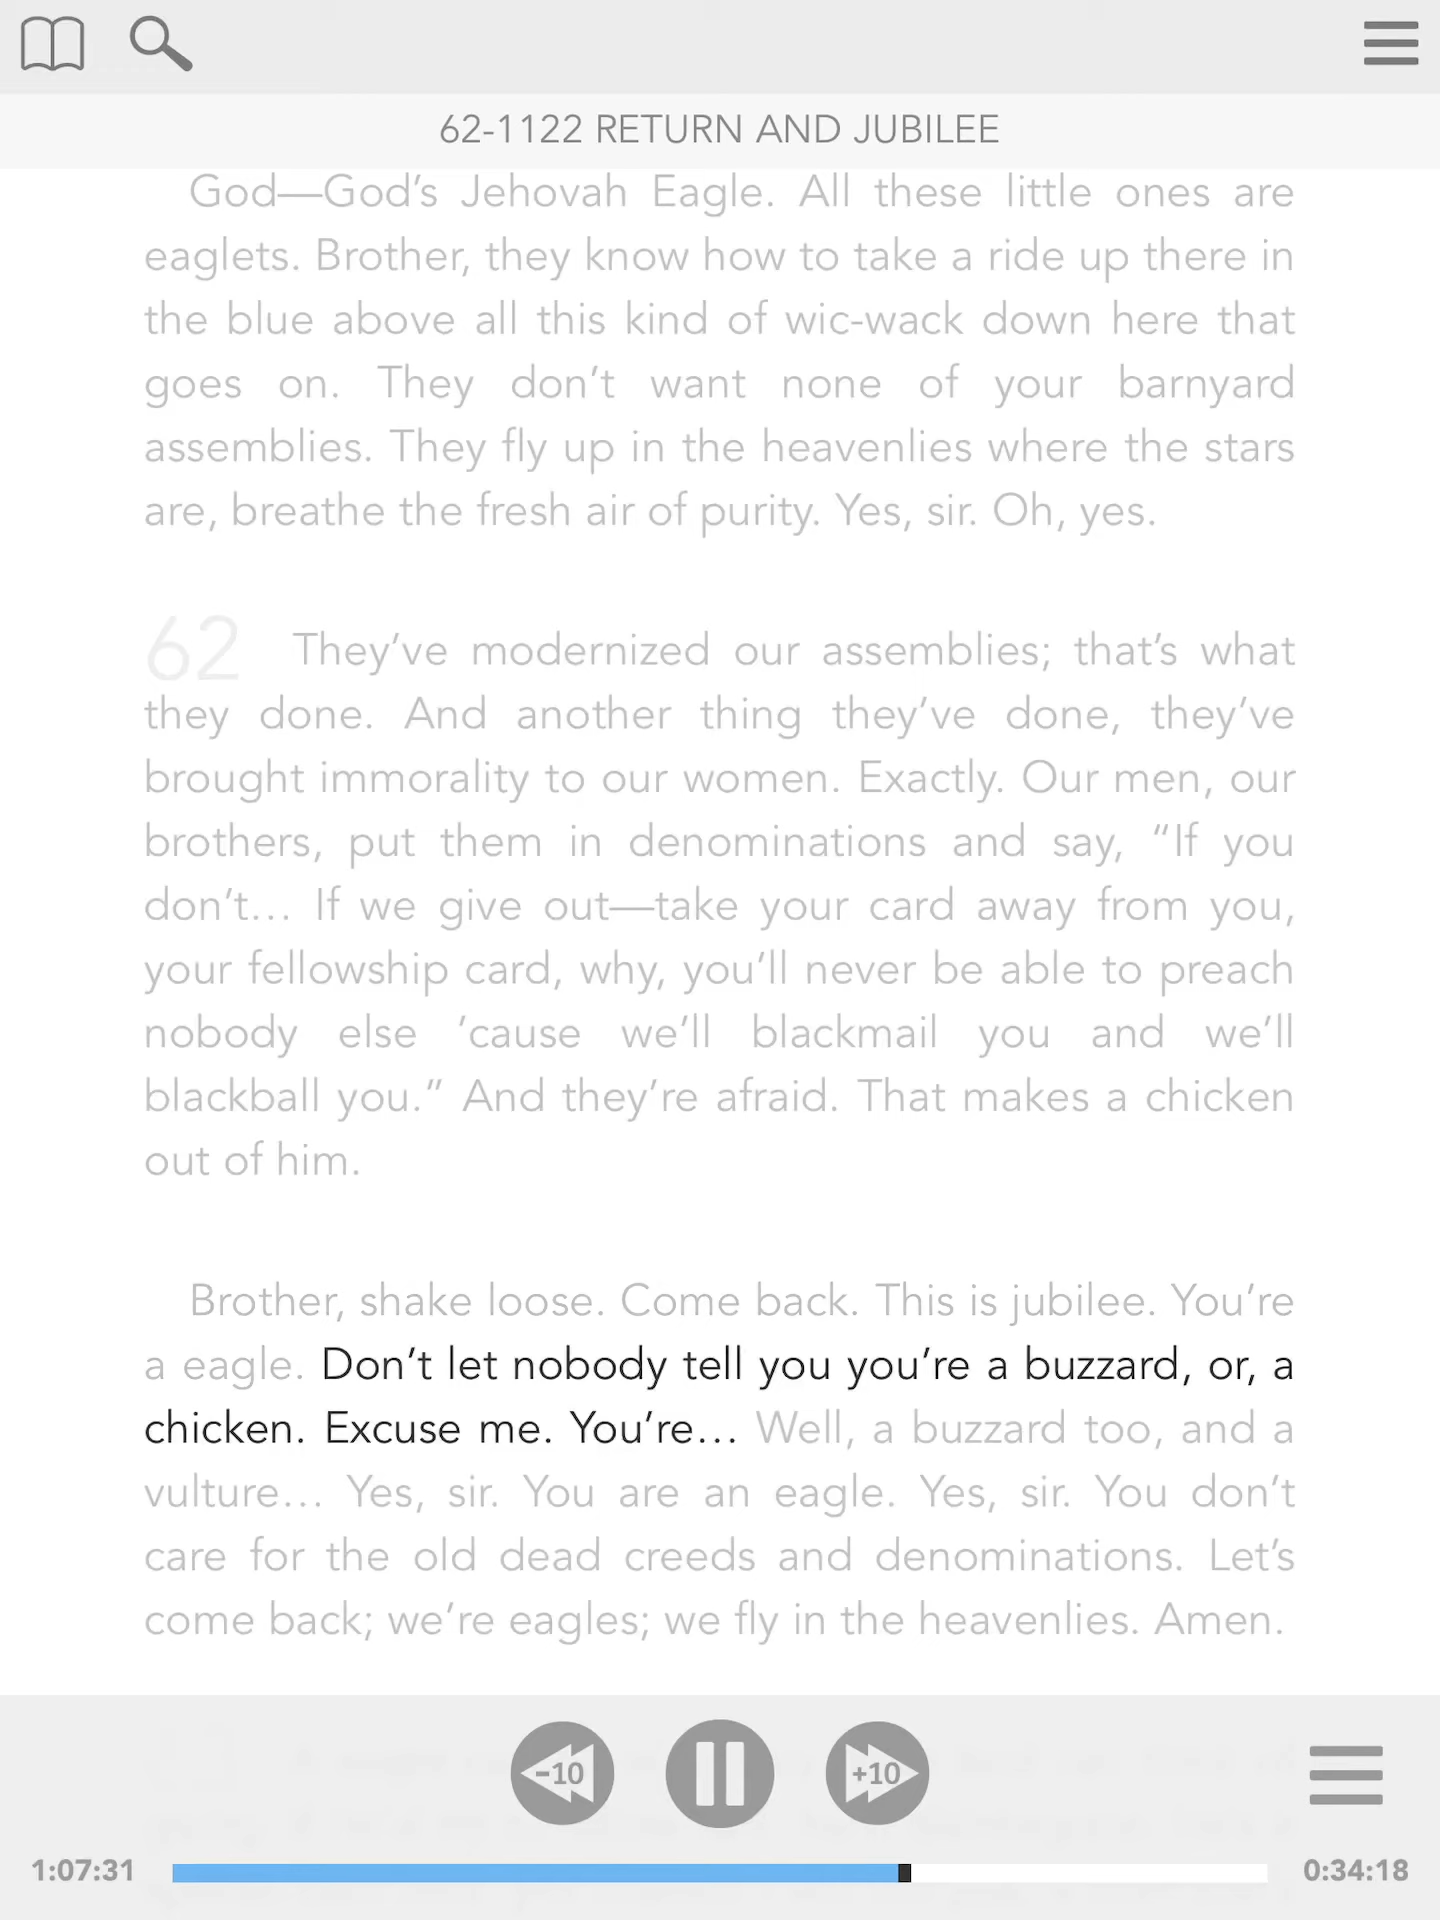 62-1122 RETURN AND JUBILEE
God—God’s Jehovah Eagle. All these little ones are
eaglets. Brother, they know how to take a ride up there in
the blue above all this kind of wic-wack down here that
goes on. They don’t want none of your barnyard
assemblies. They fly up in the heavenlies where the stars
are, breathe the fresh air of purity. Yes, sir. Oh, yes.
62 They’ve modernized our assemblies; that’s what
they done. And another thing they’ve done, they’ve
brought immorality to our women. Exactly. Our men, our
brothers, put them in denominations and say, “If you
don’t… If we give out—take your card away from you,
your fellowship card, why, you’ll never be able to preach
nobody else ’cause we’ll blackmail you and we’ll
blackball you.” And they’re afraid. That makes a chicken
out of him.
Brother, shake loose. Come back. This is jubilee. You’re
a eagle. Don’t let nobody tell you you’re a buzzard, or, a
chicken. Excuse me. You’re… Well, a buzzard too, and a
vulture… Yes, sir. You are an eagle. Yes, sir. You don’t
care for the old dead creeds and denominations. Let’s
come back; we’re eagles; we fly in the heavenlies. Amen.
-10 +10
1:07:31 0:34:18